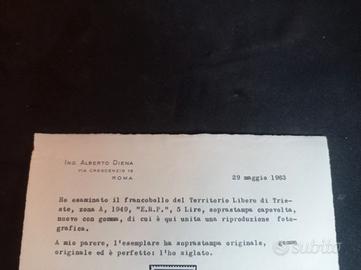 ING. ALBERTO DIENA
VIA CRESCENZIO 19
ROMA
29 maggio 1963
Ho esaminato il francobollo del Territorio Libero di Trie-
ste, zona A, 1949, "E.R.P.", 5 Lire, soprastampa capovolta,
nuovo con gomma, di cui è qui unita una riproduzione foto-
grafica.
A mio parere, l'esemplare ha soprastampa originale, gomma
originale ed è perfetto: l'ho siglato.
subito